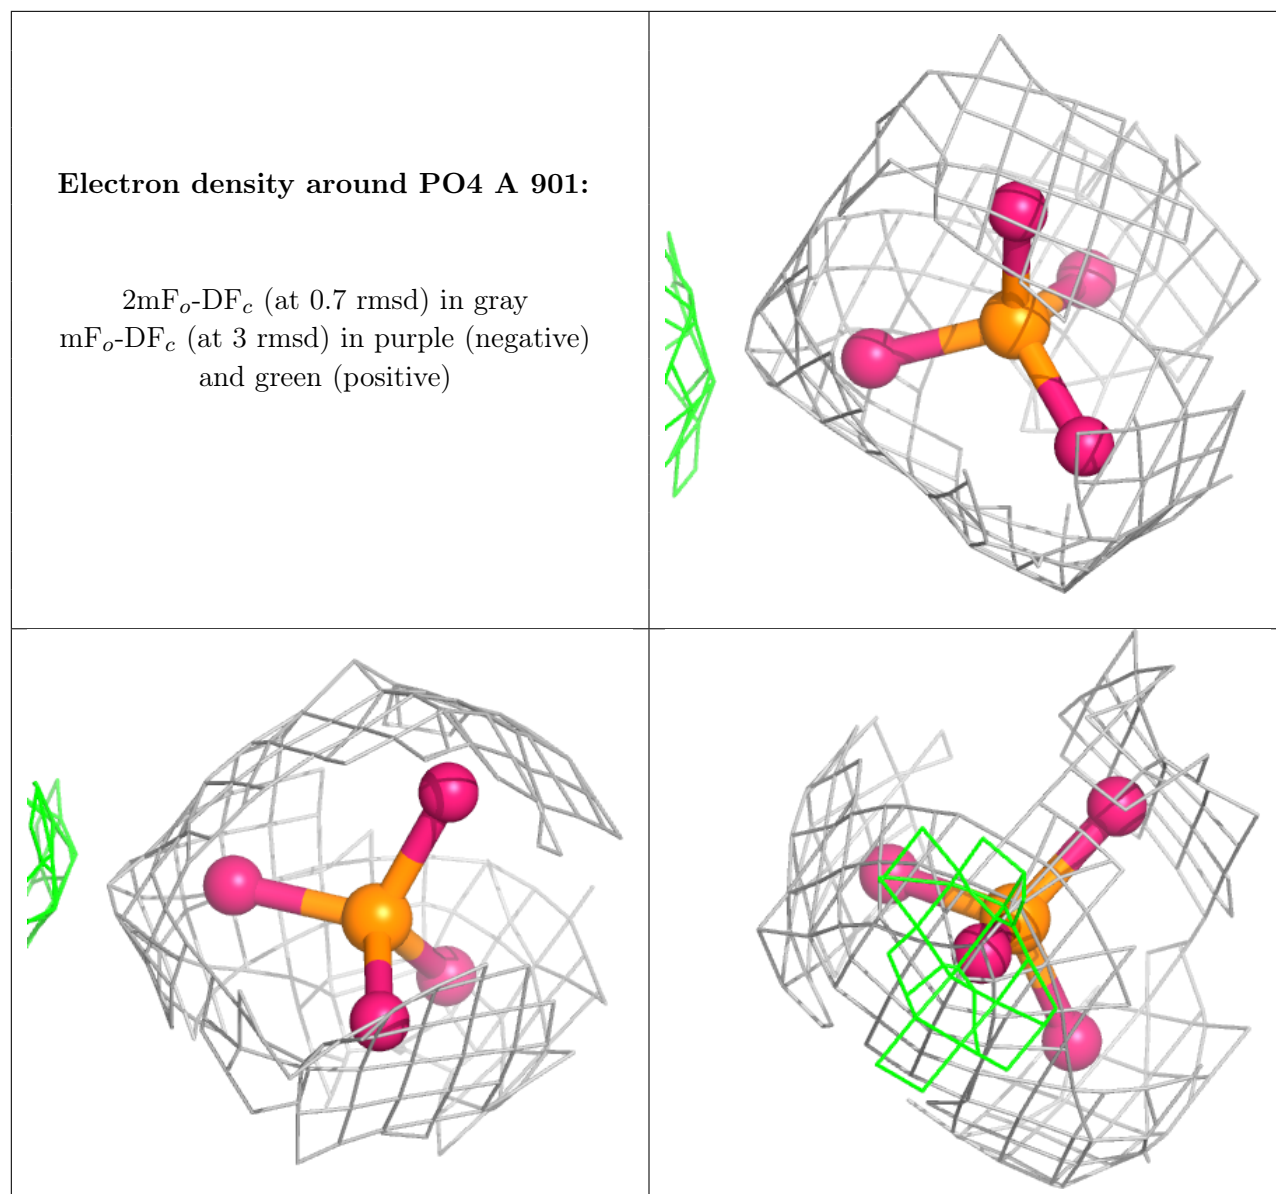 Electron density around PO4 A 901:
2mFo-DFc (at 0.7 rmsd) in gray
mFo-DFc (at 3 rmsd) in purple (negative)
and green (positive)